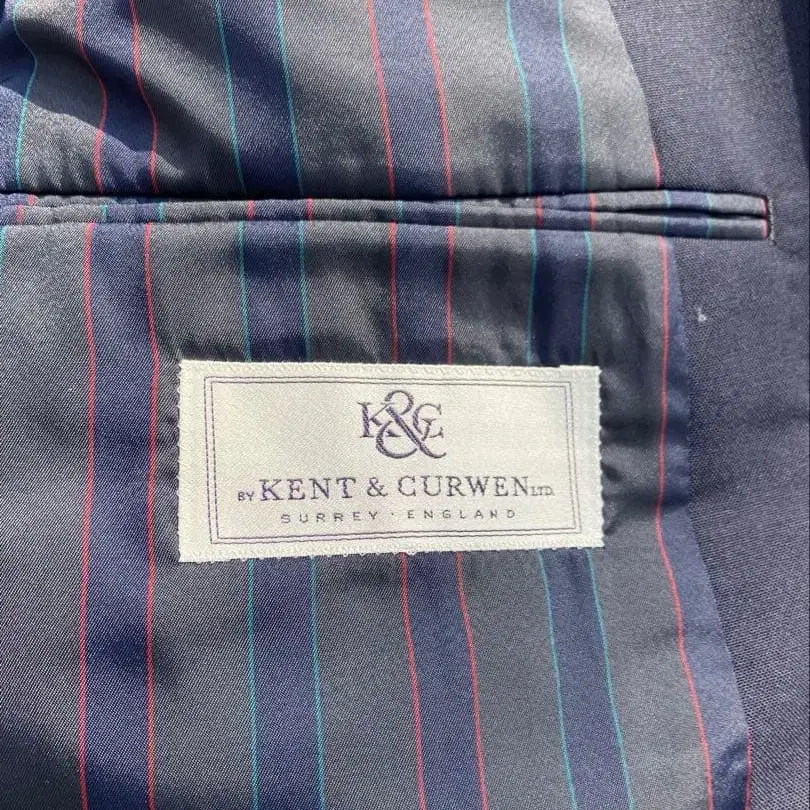 K&C
BY KENT & CURWEN LTD.
SURREY · ENGLAND